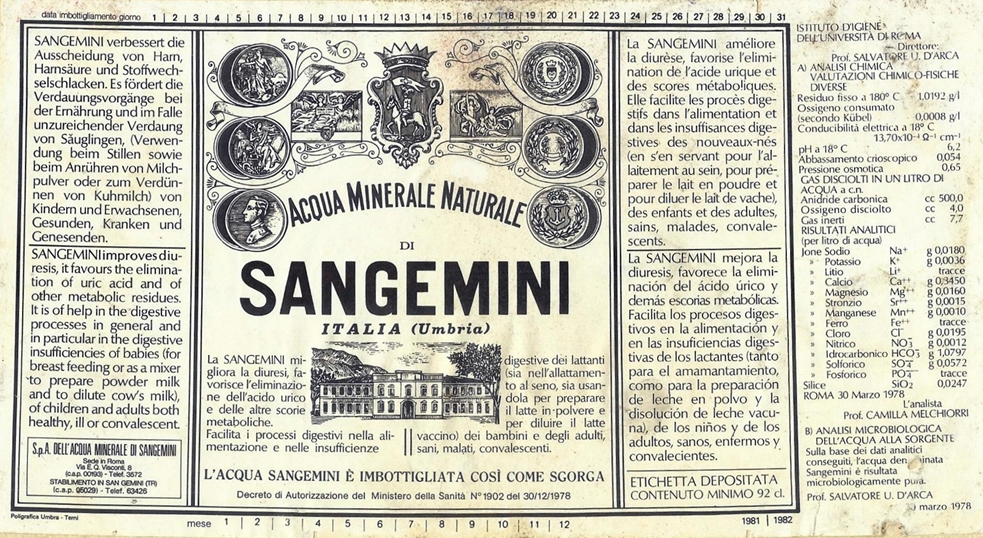 data imbottigliamento giorno 1 | 2 | 3 | 4 | 5 | 6 | 7 | 8 | 9 | 10 | 11 | 12 | 13 | 14 | 15 | 16 | 17 | 18 | 19 | 20 | 21 | 22 | 23 | 24 | 25 | 26 | 27 | 28 | 29 | 30 | 31
SANGEMINI verbessert die
Ausscheidung von Harn,
Harnsäure und Stoffwech-
selschlacken. Es fördert die
Verdauungsvorgänge bei
der Ernährung und im Falle
unzureichender Verdaung
von Säuglingen, (Verwen-
dung beim Stillen sowie
beim Anrühren von Milch-
pulver oder zum Verdün-
nen von Kuhmilch) von
Kindern und Erwachsenen,
Gesunden, Kranken und
Genesenden.
SANGEMINI improves diu-
resis, it favours the elimina-
tion of uric acid and of
other metabolic residues.
It is of help in the digestive
processes in general and
in particular in the digestive
insufficiencies of babies (for
breast feeding or as a mixer
to prepare powder milk
and to dilute cow's milk),
of children and adults both
healthy, ill or convalescent.
S.p.A. DELL'ACQUA MINERALE DI SANGEMINI
Sede in Roma
Via E. Q. Visconti, 8
(c.a.p. 00193) - Telef. 3572
STABILIMENTO IN SAN GEMINI (TR)
(c.a.p. 05029) - Telef. 63426
Poligrafica Umbra - Terni
ACQUA MINERALE NATURALE
DI
SANGEMINI
ITALIA (Umbria)
La SANGEMINI mi-
gliora la diuresi, fa-
vorisce l'eliminazio-
ne dell'acido urico
e delle altre scorie
metaboliche.
Facilita i processi digestivi nella ali-
mentazione e nelle insufficienze
digestive dei lattanti
(sia nell'allattamen-
to al seno, sia usan-
dola per preparare
il latte in polvere e
per diluire il latte
vaccino) dei bambini e degli adulti,
sani, malati, convalescenti.
L'ACQUA SANGEMINI È IMBOTTIGLIATA COSÌ COME SGORGA
Decreto di Autorizzazione del Ministero della Sanità N° 1902 del 30/12/1978
mese 1 | 2 | 3 | 4 | 5 | 6 | 7 | 8 | 9 | 10 | 11 | 12
1981 | 1982
La SANGEMINI améliore
la diurèse, favorise l'elimi-
nation de l'acide urique et
des scores métaboliques.
Elle facilite les procès diges-
tifs dans l'alimentation et
dans les insuffisances dige-
stives des nouveaux-nés
(en s'en servant pour l'al-
laitement au sein, pour pré-
parer le lait en poudre et
pour diluer le lait de vache),
des enfants et des adultes,
sains, malades, convale-
scents.
La SANGEMINI mejora la
diuresis, favorece la elimi-
nación del ácido úrico y
demás escorias metabólicas.
Facilita los procesos diges-
tivos en la alimentación y
en las insuficiencias diges-
tivas de los lactantes (tanto
para el amamantamiento,
como para la preparación
de leche en polvo y la
disolución de leche vacu-
na), de los niños y de los
adultos, sanos, enfermos y
convalecientes.
ETICHETTA DEPOSITATA
CONTENUTO MINIMO 92 cl.
ISTITUTO D'IGIENE
DELL'UNIVERSITÀ DI ROMA
Direttore:
Prof. SALVATORE U. D'ARCA
A) ANALISI CHIMICA
VALUTAZIONI CHIMICO-FISICHE
DIVERSE
Residuo fisso a 180° C 1,0192 g/l
Ossigeno consumato
(secondo Kübel) 0,0008 g/l
Conducibilità elettrica a 18° C
13,70x10⁻⁴ Ω⁻¹ cm⁻¹
pH a 18° C 6,2
Abbassamento crioscopico 0,054
Pressione osmotica 0,65
GAS DISCIOLTI IN UN LITRO DI
ACQUA a c.n.
Anidride carbonica cc 500,0
Ossigeno disciolto cc 4,0
Gas inerti cc 7,7
RISULTATI ANALITICI
(per litro di acqua)
Jone Sodio Na⁺ g 0,0180
» Potassio K⁺ g 0,0036
» Litio Li⁺ tracce
» Calcio Ca⁺⁺ g 0,3450
» Magnesio Mg⁺⁺ g 0,0160
» Stronzio Sr⁺⁺ g 0,0015
» Manganese Mn⁺⁺ g 0,0010
» Ferro Fe⁺⁺ tracce
» Cloro Cl⁻ g 0,0195
» Nitrico NO₃⁻ g 0,0012
» Idrocarbonico HCO₃⁻ g 1,0797
» Solforico SO₄⁻⁻ g 0,0572
» Fosforico PO₄⁻⁻⁻ tracce
Silice SiO₂ 0,0247
ROMA 30 Marzo 1978
L'analista
Prof. CAMILLA MELCHIORRI
B) ANALISI MICROBIOLOGICA
DELL'ACQUA ALLA SORGENTE
Sulla base dei dati analitici
conseguiti, l'acqua
Sangemini è risultata
microbiologicamente pura.
Prof. SALVATORE U. D'ARCA
marzo 1978